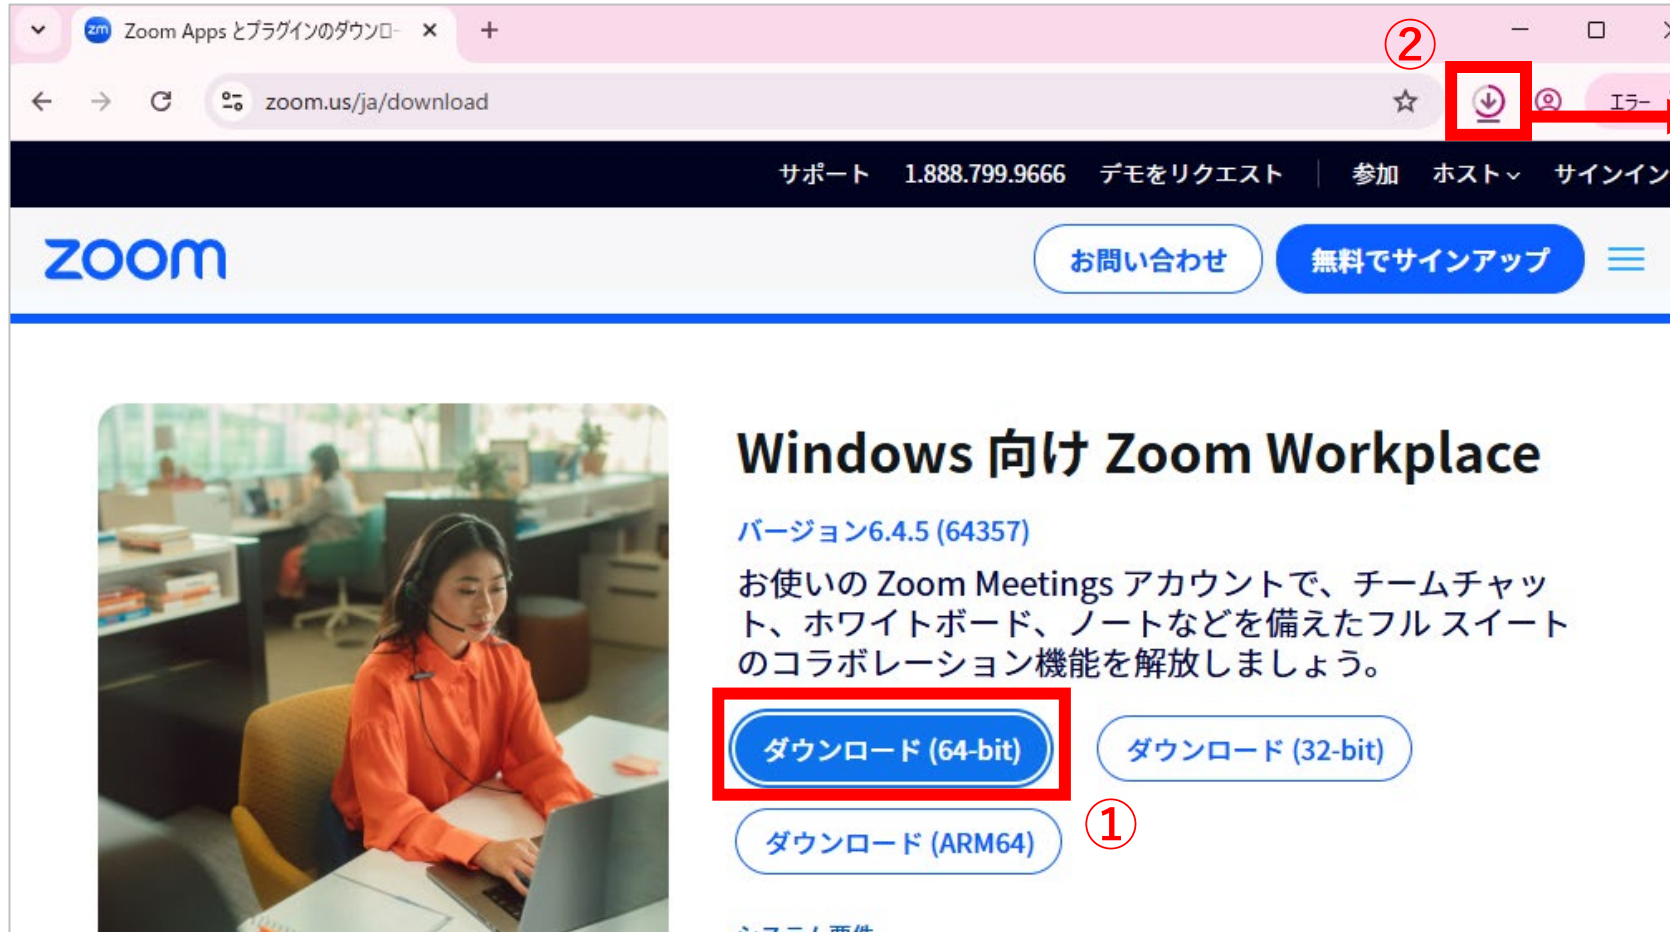 zm Zoom Apps とプラグインのダウンロー
②
zoom.us/ja/download
エラー
サポート 1.888.799.9666 デモをリクエスト 参加 ホスト サインイン
zoom
お問い合わせ 無料でサインアップ
Windows 向け Zoom Workplace
バージョン6.4.5 (64357)
お使いの Zoom Meetings アカウントで、チームチャッ
ト、ホワイトボード、ノートなどを備えたフル スイート
のコラボレーション機能を解放しましょう。
ダウンロード (64-bit) ダウンロード (32-bit)
①
ダウンロード (ARM64)
システム要件